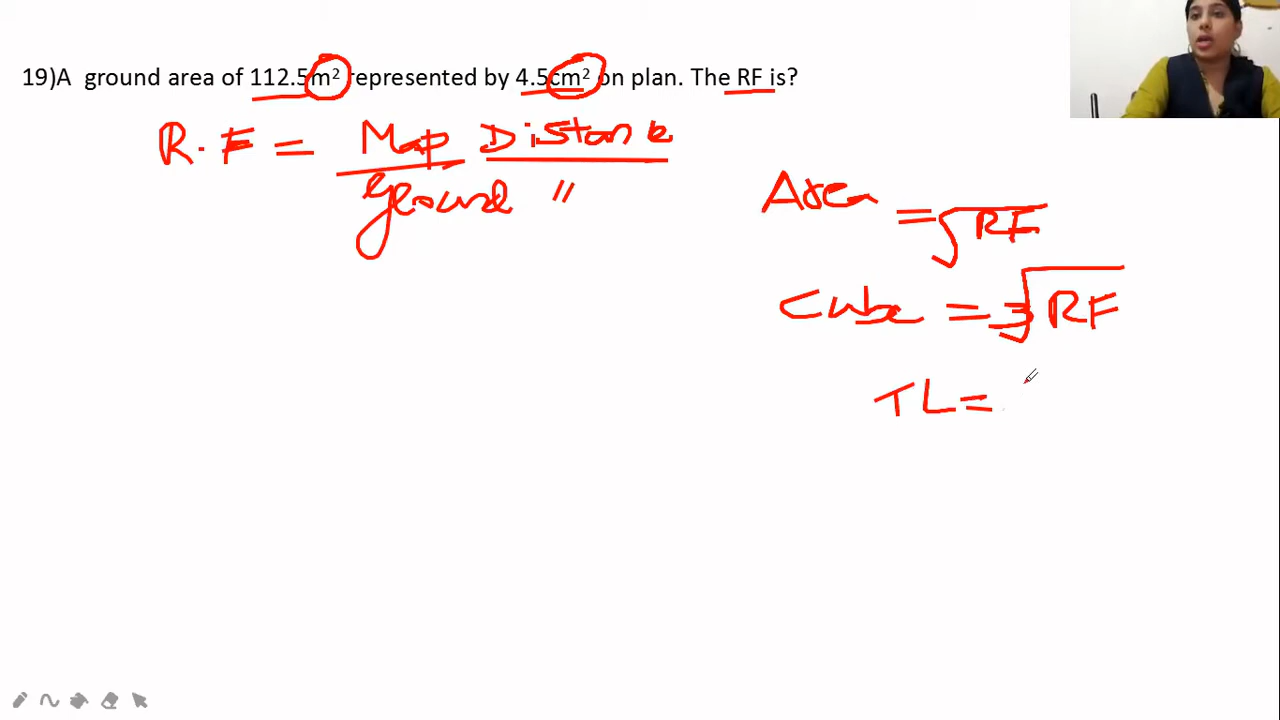 19)A ground area of 112.5m² represented by 4.5cm² on plan. The RF is?
R.F = Map Distance
Ground "
Area = √RF
Cube = ³√RF
TL =